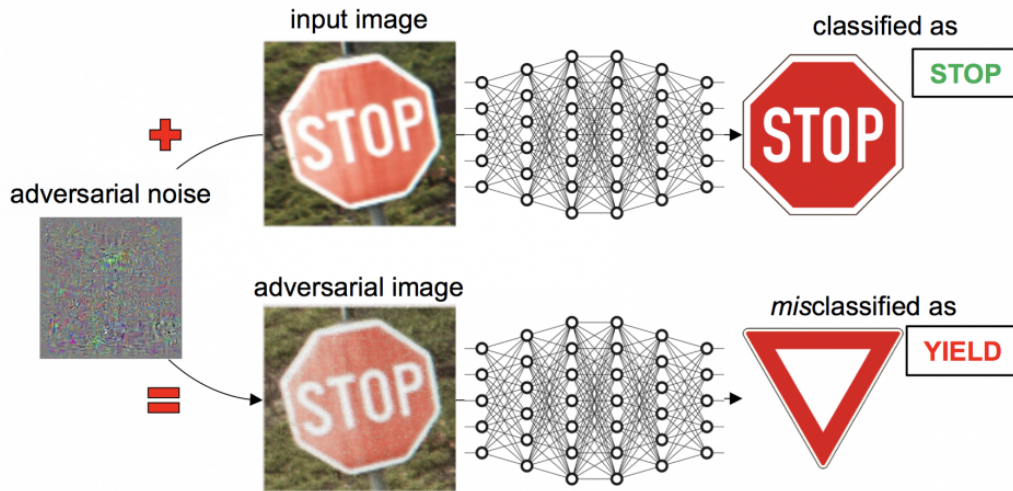 input image
STOP
classified as
STOP
STOP
adversarial noise
adversarial image
STOP
misclassified as
YIELD